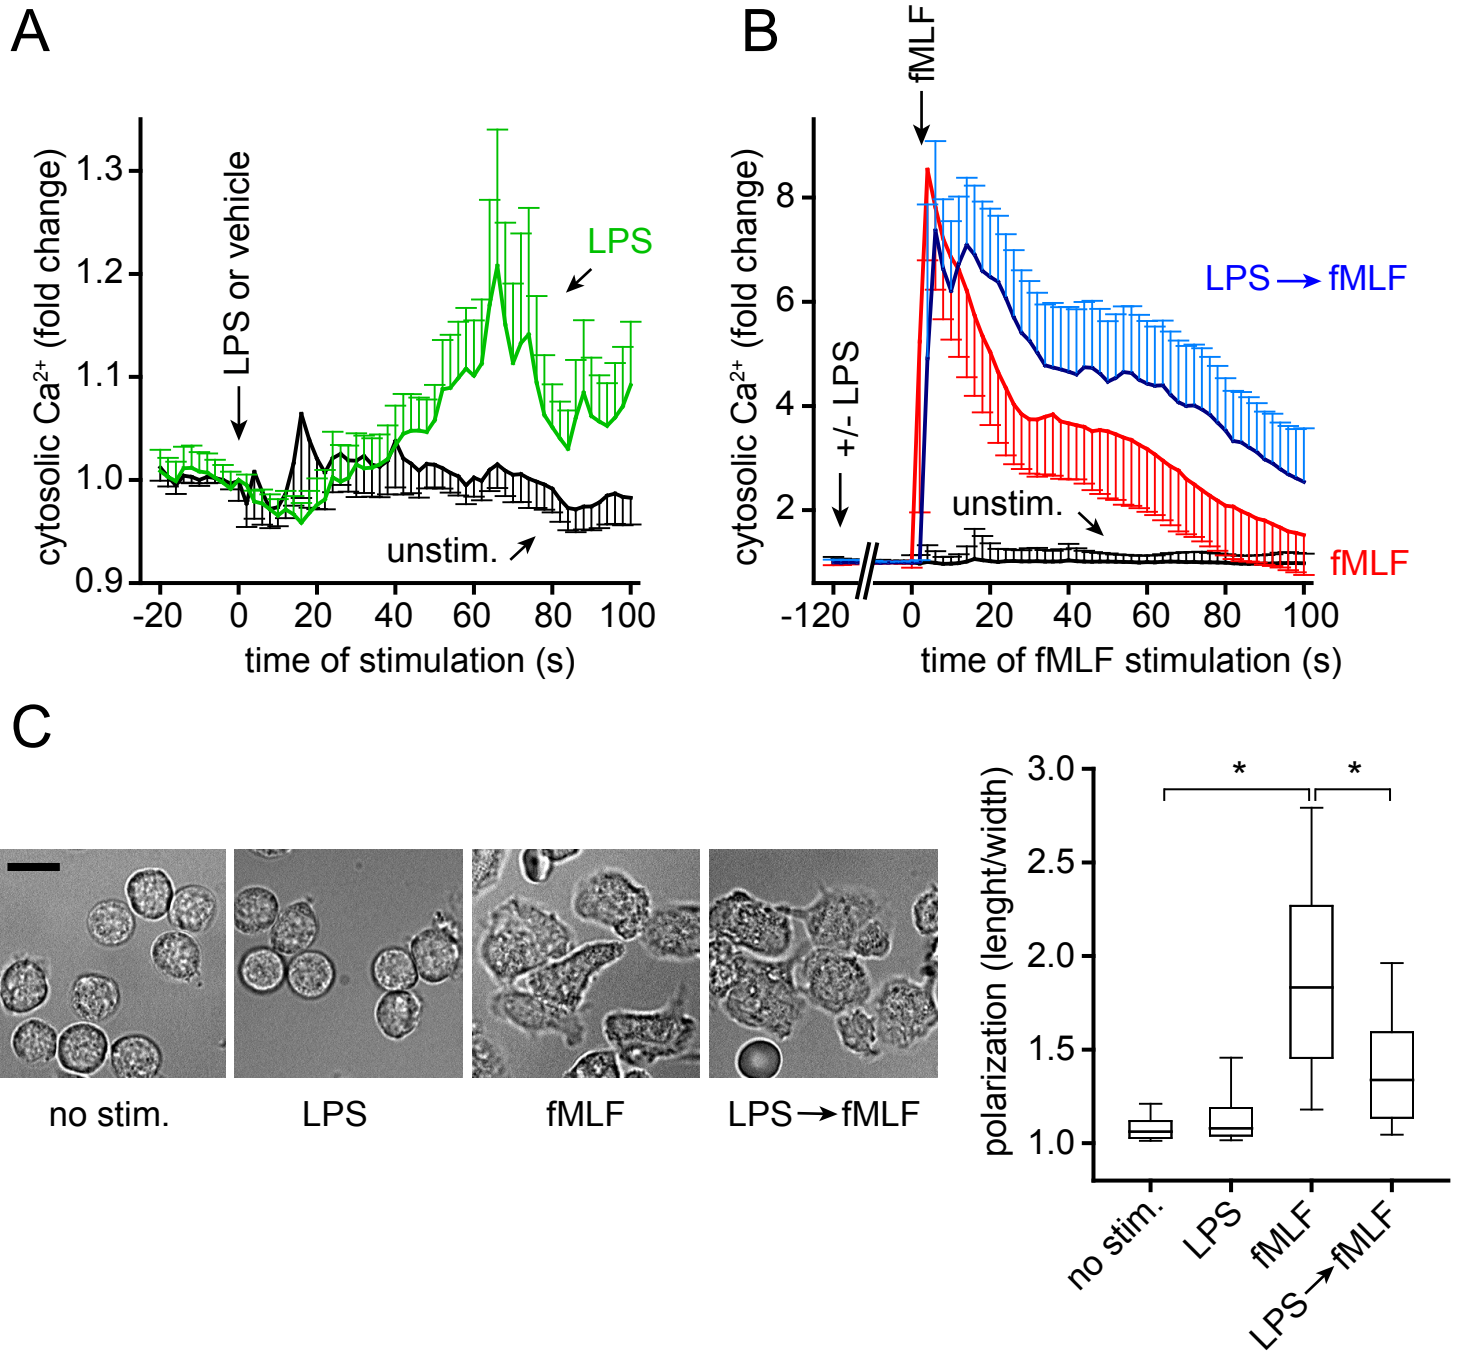 A
cytosolic Ca²⁺ (fold change)
1.3
1.2
1.1
1.0
0.9
LPS or vehicle
LPS
unstim.
-20 0 20 40 60 80 100
time of stimulation (s)
B
fMLF
cytosolic Ca²⁺ (fold change)
8
6
4
2
+/- LPS
LPS → fMLF
unstim.
fMLF
-120 0 20 40 60 80 100
time of fMLF stimulation (s)
C
no stim.
LPS
fMLF
LPS → fMLF
polarization (lenght/width)
3.0
2.5
2.0
1.5
1.0
* *
no stim.
LPS
fMLF
LPS → fMLF